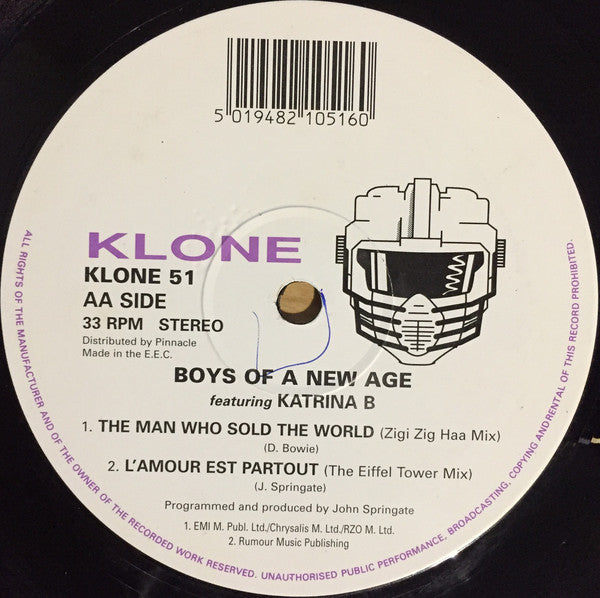 5 019482 105160
KLONE
KLONE 51
AA SIDE
33 RPM STEREO
Distributed by Pinnacle
Made in the E.E.C.
BOYS OF A NEW AGE
featuring KATRINA B
1. THE MAN WHO SOLD THE WORLD (Zigi Zig Haa Mix)
(D. Bowie)
2. L'AMOUR EST PARTOUT (The Eiffel Tower Mix)
(J. Springate)
Programmed and produced by John Springate
1. EMI M. Publ. Ltd./Chrysalis M. Ltd./RZO M. Ltd.
2. Rumour Music Publishing
ALL RIGHTS OF THE MANUFACTURER AND OF THE OWNER OF THE RECORDED WORK RESERVED. UNAUTHORISED PUBLIC PERFORMANCE, BROADCASTING, COPYING ANDRENTAL OF THIS RECORD PROHIBITED.